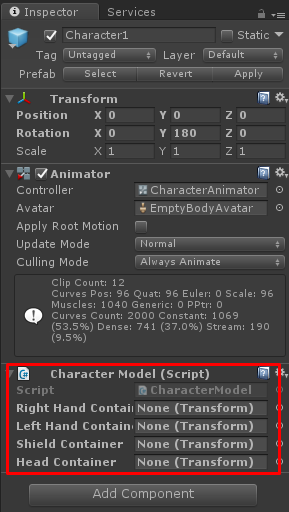 Inspector Services
Character1 Static
Tag Untagged Layer Default
Prefab Select Revert Apply
Transform
Position X 0 Y 0 Z 0
Rotation X 0 Y 180 Z 0
Scale X 1 Y 1 Z 1
Animator
Controller CharacterAnimator
Avatar EmptyBodyAvatar
Apply Root Motion
Update Mode Normal
Culling Mode Always Animate
Clip Count: 12
Curves Pos: 96 Quat: 96 Euler: 0 Scale: 96
Muscles: 1040 Generic: 0 PPtr: 0
Curves Count: 2000 Constant: 1069
(53.5%) Dense: 741 (37.0%) Stream: 190
(9.5%)
Character Model (Script)
Script CharacterModel
Right Hand Contai None (Transform)
Left Hand Contain None (Transform)
Shield Container None (Transform)
Head Container None (Transform)
Add Component